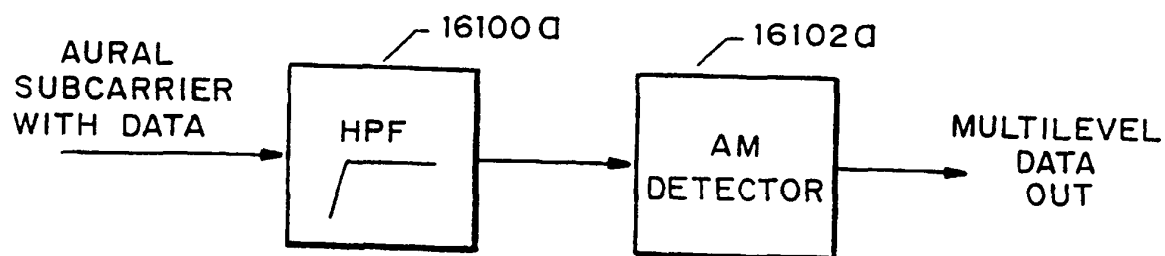 16100a
16102a
AURAL
SUBCARRIER
WITH DATA
HPF
AM
DETECTOR
MULTILEVEL
DATA
OUT